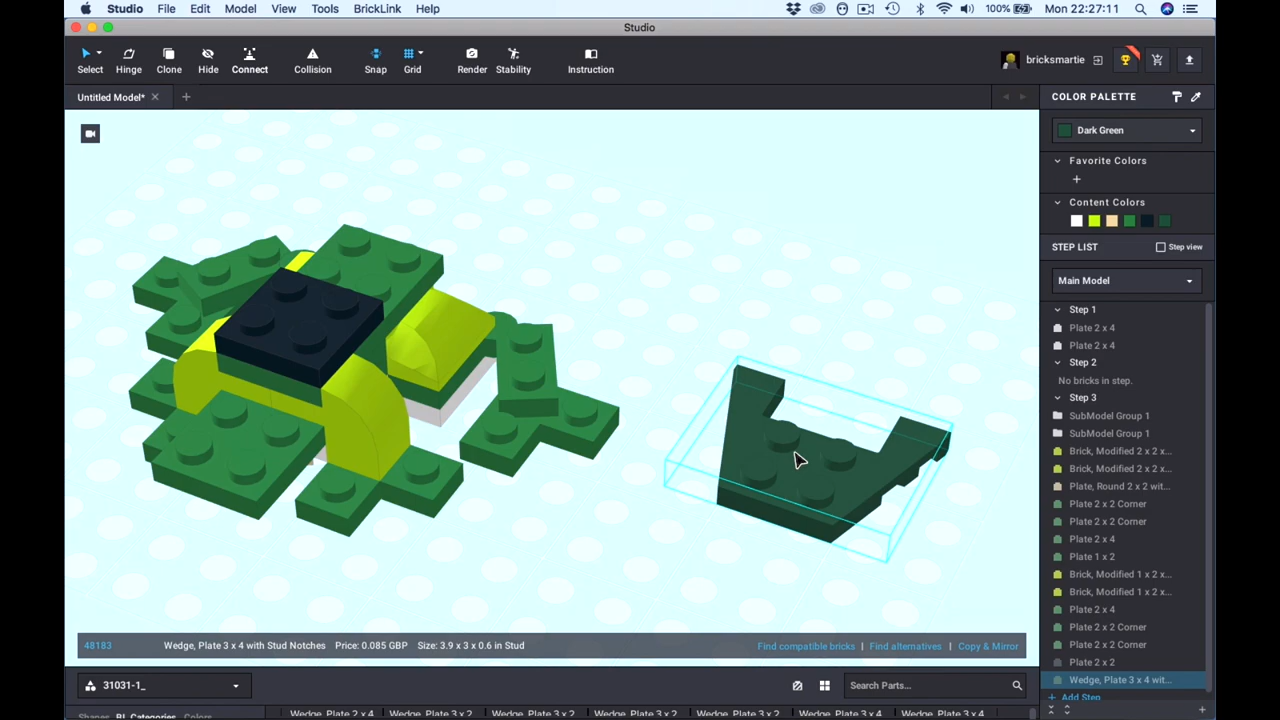 Studio File Edit Model View Tools BrickLink Help 100% Mon 22:27:11
Studio
Select Hinge Clone Hide Connect Collision Snap Grid Render Stability Instruction bricksmartie
Untitled Model*
COLOR PALETTE
Dark Green
Favorite Colors
+
Content Colors
STEP LIST Step view
Main Model
Step 1
Plate 2 x 4
Plate 2 x 4
Step 2
No bricks in step.
Step 3
SubModel Group 1
SubModel Group 1
Brick, Modified 2 x 2 x...
Brick, Modified 2 x 2 x...
Plate, Round 2 x 2 wit...
Plate 2 x 2 Corner
Plate 2 x 2 Corner
Plate 2 x 4
Plate 1 x 2
Brick, Modified 1 x 2 x...
Brick, Modified 1 x 2 x...
Plate 2 x 4
Plate 2 x 2 Corner
Plate 2 x 2 Corner
Plate 2 x 2
Wedge, Plate 3 x 4 wit...
+ Add Step
48183 Wedge, Plate 3 x 4 with Stud Notches Price: 0.085 GBP Size: 3.9 x 3 x 0.6 in Stud Find compatible bricks | Find alternatives | Copy & Mirror
31031-1_ Search Parts...
Shapes BL Categories Colors Wedge, Plate 2 x 4 Wedge, Plate 3 x 2 Wedge, Plate 3 x 2 Wedge, Plate 3 x 2 Wedge, Plate 3 x 2 Wedge, Plate 3 x 4 Wedge, Plate 3 x 4